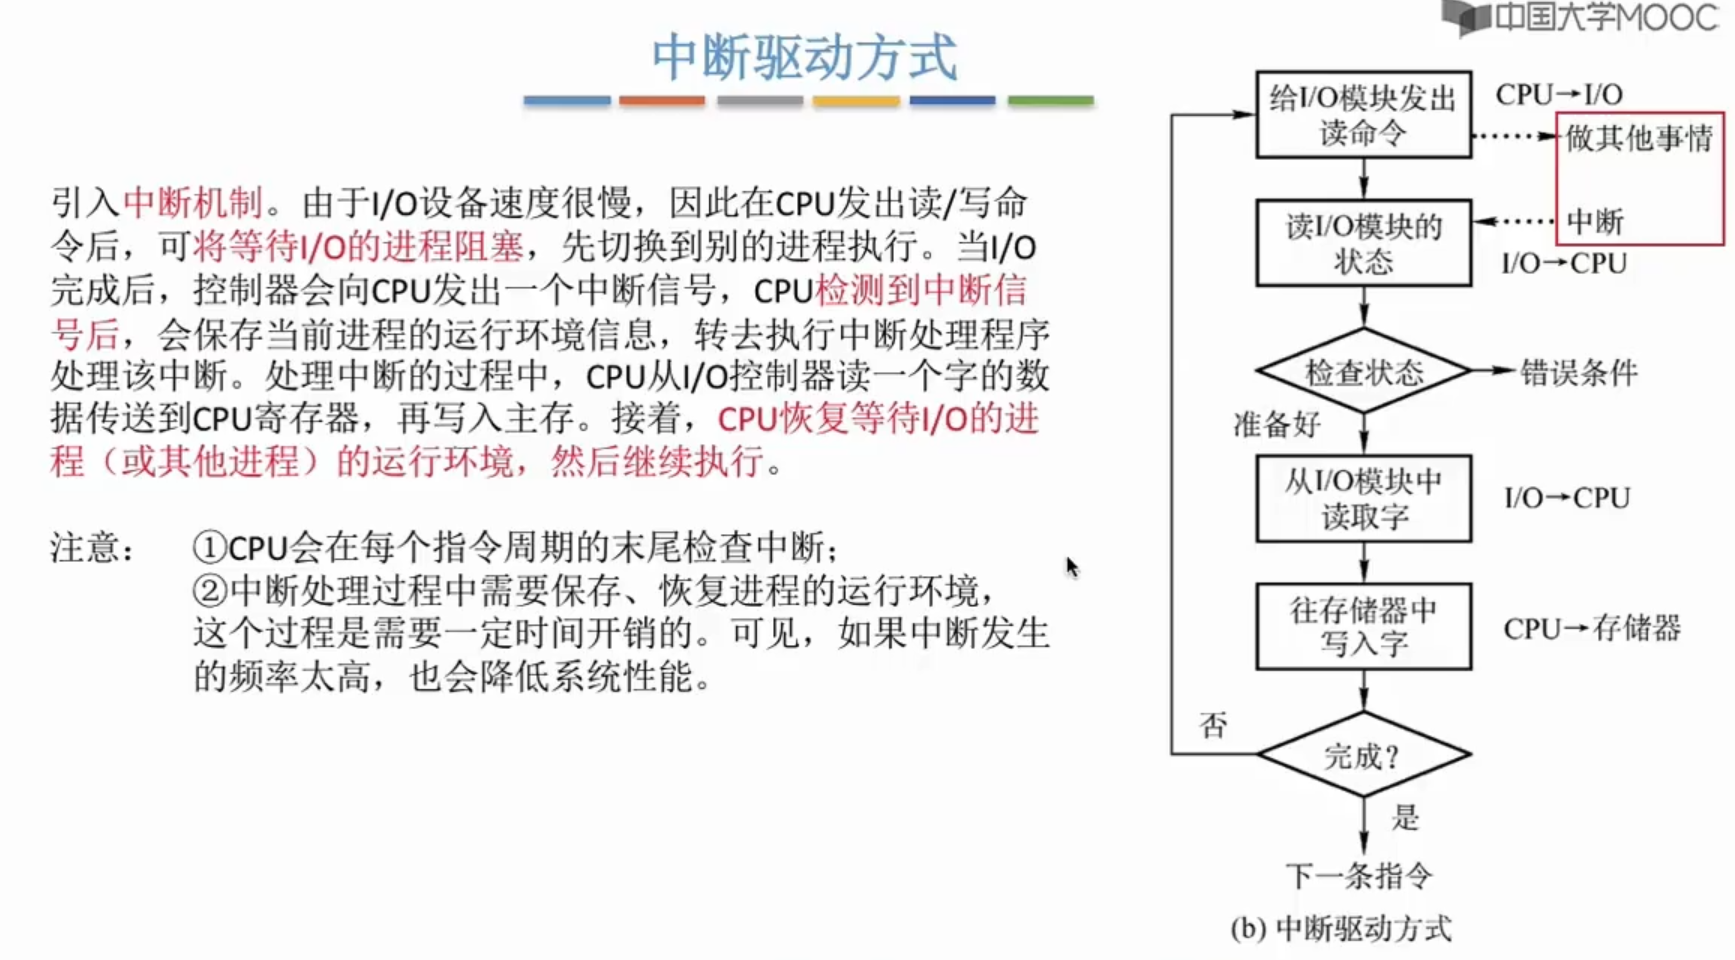 中国大学MOOC
中断驱动方式
引入中断机制。由于I/O设备速度很慢，因此在CPU发出读/写命
令后，可将等待I/O的进程阻塞，先切换到别的进程执行。当I/O
完成后，控制器会向CPU发出一个中断信号，CPU检测到中断信
号后，会保存当前进程的运行环境信息，转去执行中断处理程序
处理该中断。处理中断的过程中，CPU从I/O控制器读一个字的数
据传送到CPU寄存器，再写入主存。接着，CPU恢复等待I/O的进
程（或其他进程）的运行环境，然后继续执行。
注意： ①CPU会在每个指令周期的末尾检查中断；
②中断处理过程中需要保存、恢复进程的运行环境，
这个过程是需要一定时间开销的。可见，如果中断发生
的频率太高，也会降低系统性能。
给I/O模块发出
读命令
CPU→I/O
做其他事情
读I/O模块的
状态
中断
I/O→CPU
检查状态
错误条件
准备好
从I/O模块中
读取字
I/O→CPU
往存储器中
写入字
CPU→存储器
否
完成?
是
下一条指令
(b) 中断驱动方式